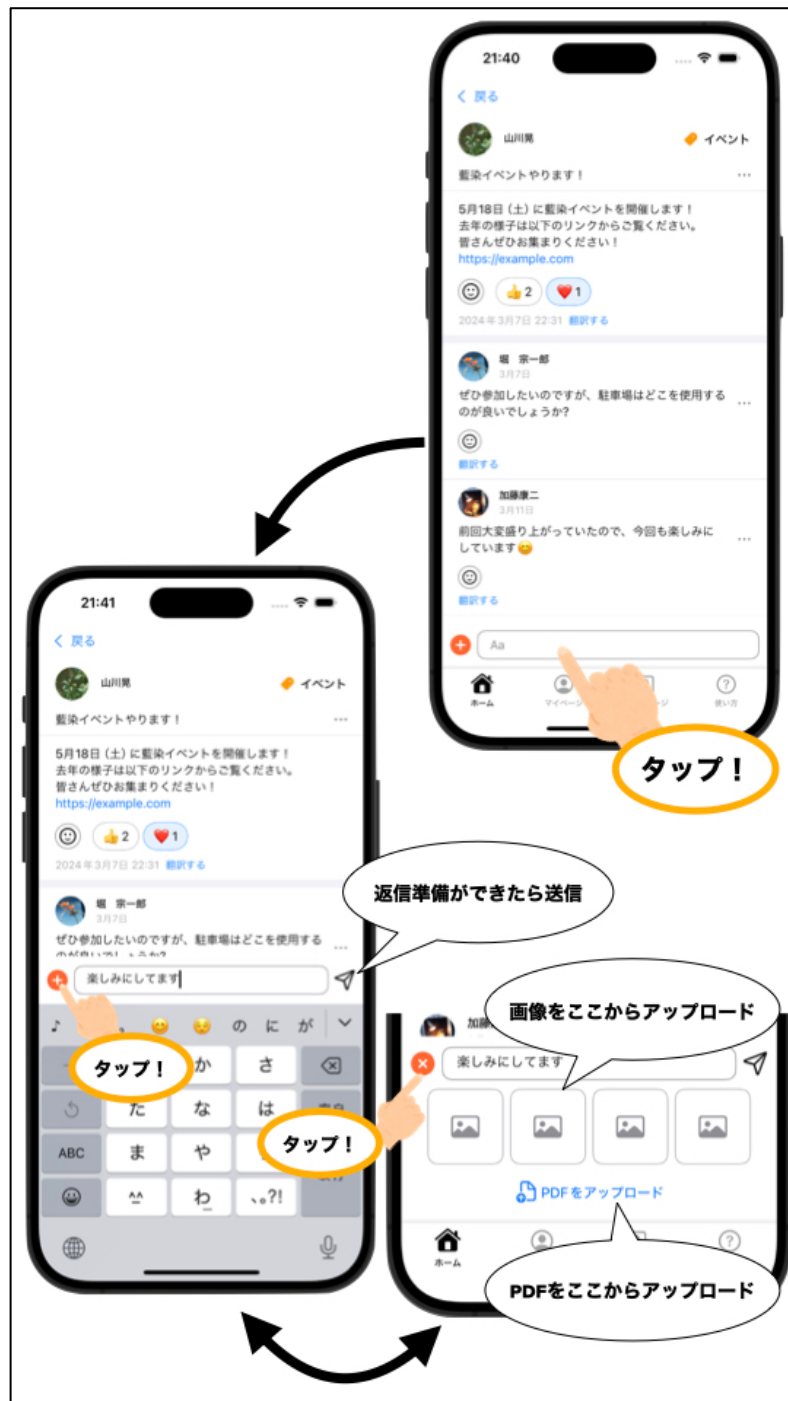 21:40
戻る
山川晃
イベント
藍染イベントやります！
5月18日（土）に藍染イベントを開催します！
去年の様子は以下のリンクからご覧ください。
皆さんぜひお集まりください！
https://example.com
2
1
2024年3月7日 22:31 翻訳する
堀 宗一郎
3月7日
ぜひ参加したいのですが、駐車場はどこを使用する
のが良いでしょうか?
翻訳する
加藤康二
3月11日
前回大変盛り上がっていたので、今回も楽しみに
しています😊
翻訳する
Aa
ホーム
マイページ
ージ
使い方
タップ！
21:41
戻る
山川晃
イベント
藍染イベントやります！
5月18日（土）に藍染イベントを開催します！
去年の様子は以下のリンクからご覧ください。
皆さんぜひお集まりください！
https://example.com
2
1
2024年3月7日 22:31 翻訳する
堀 宗一郎
3月7日
ぜひ参加したいのですが、駐車場はどこを使用する
返信準備ができたら送信
楽しみにしてます
の に が
か さ
タップ！
た な は
ABC ま や
^^ わ 、。?!
画像をここからアップロード
楽しみにしてます
タップ！
PDFをアップロード
ホーム
PDFをここからアップロード